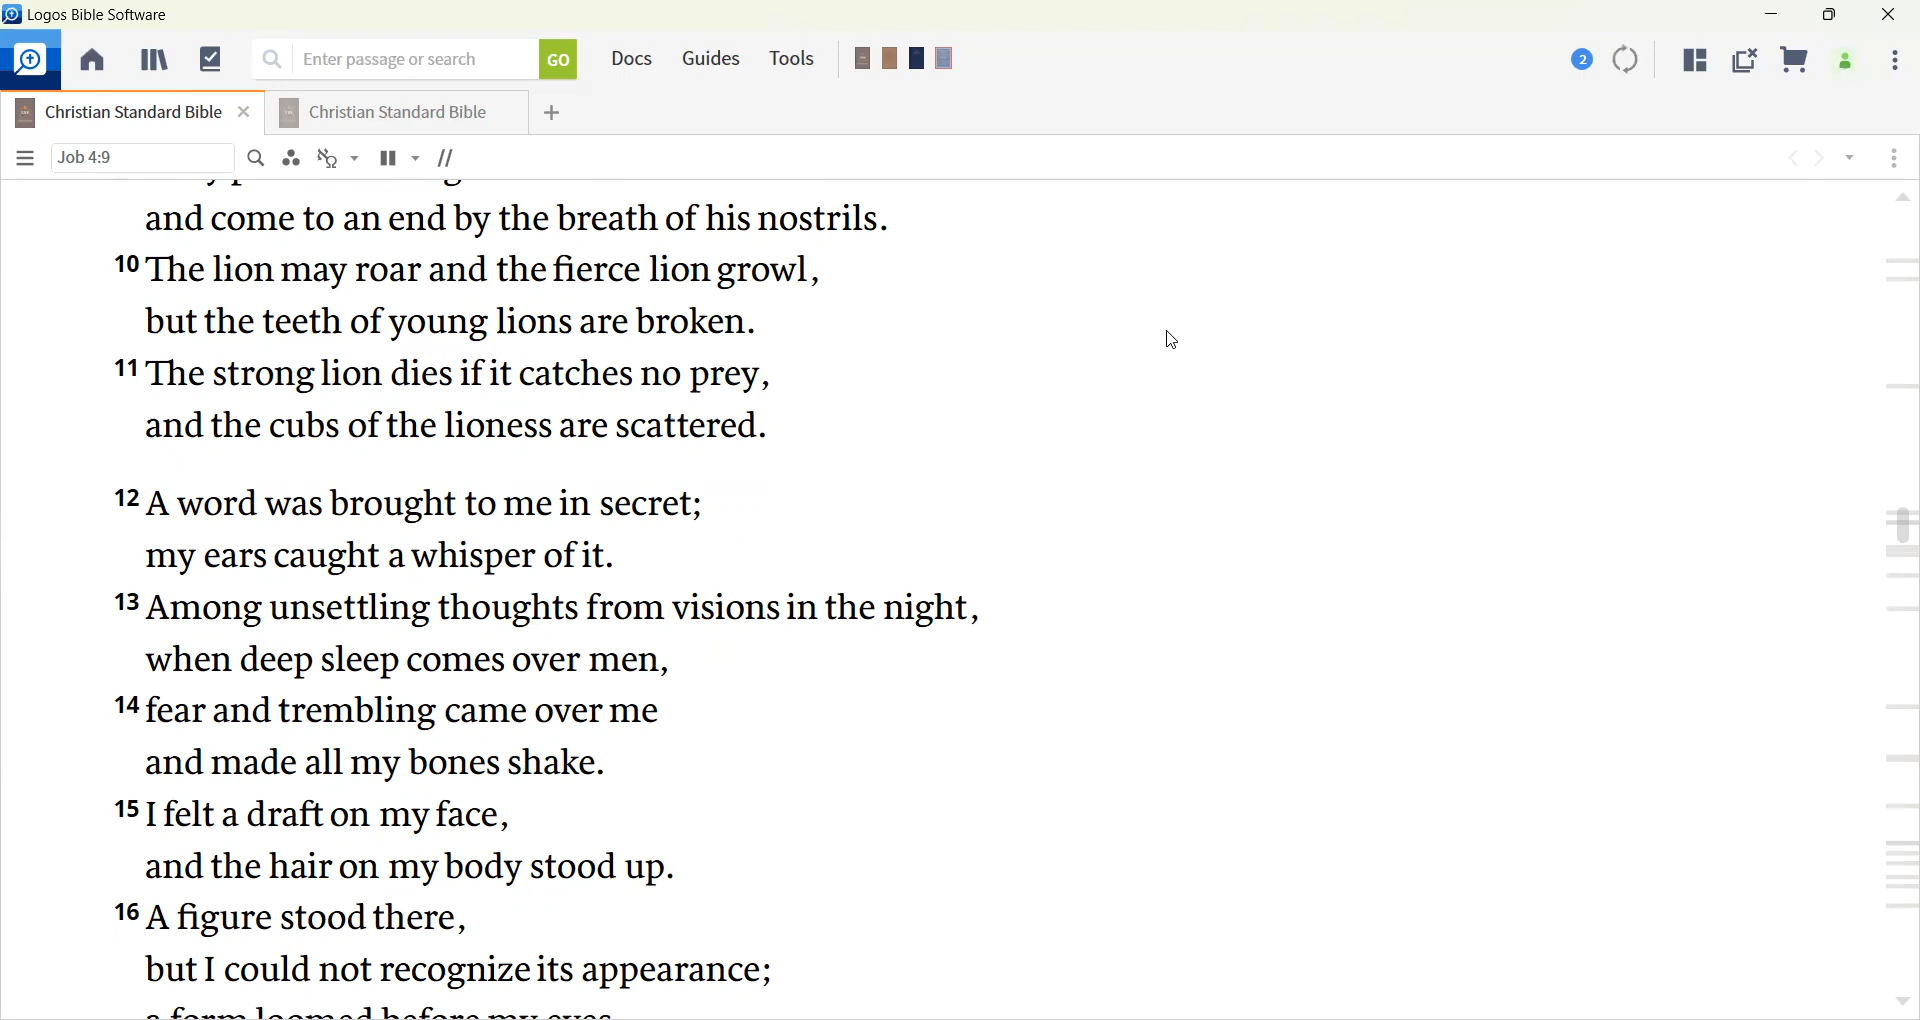 Logos Bible Software
Enter passage or search
GO
Docs
Guides
Tools
2
Christian Standard Bible
Christian Standard Bible
Job 4:9
and come to an end by the breath of his nostrils.
10 The lion may roar and the fierce lion growl,
but the teeth of young lions are broken.
11 The strong lion dies if it catches no prey,
and the cubs of the lioness are scattered.
12 A word was brought to me in secret;
my ears caught a whisper of it.
13 Among unsettling thoughts from visions in the night,
when deep sleep comes over men,
14 fear and trembling came over me
and made all my bones shake.
15 I felt a draft on my face,
and the hair on my body stood up.
16 A figure stood there,
but I could not recognize its appearance;
a form loomed before my eyes